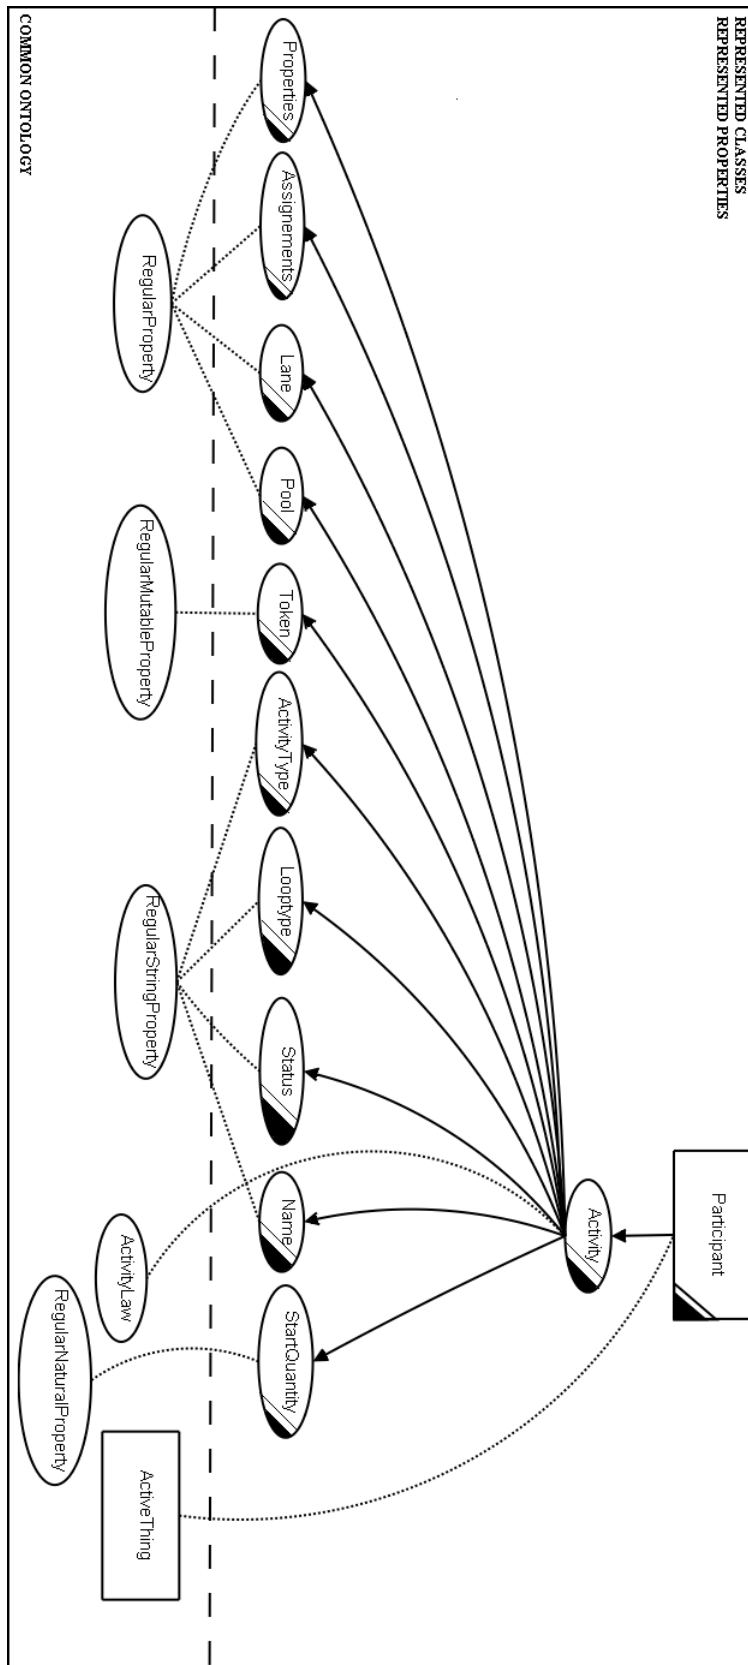 REPRESENTED CLASSES
REPRESENTED PROPERTIES
Participant
Activity
Properties
Assignements
Lane
Pool
Token
ActivityType
Looptype
Status
Name
StartQuantity
RegularProperty
RegularMutableProperty
RegularStringProperty
ActivityLaw
RegularNaturalProperty
ActiveThing
COMMON ONTOLOGY